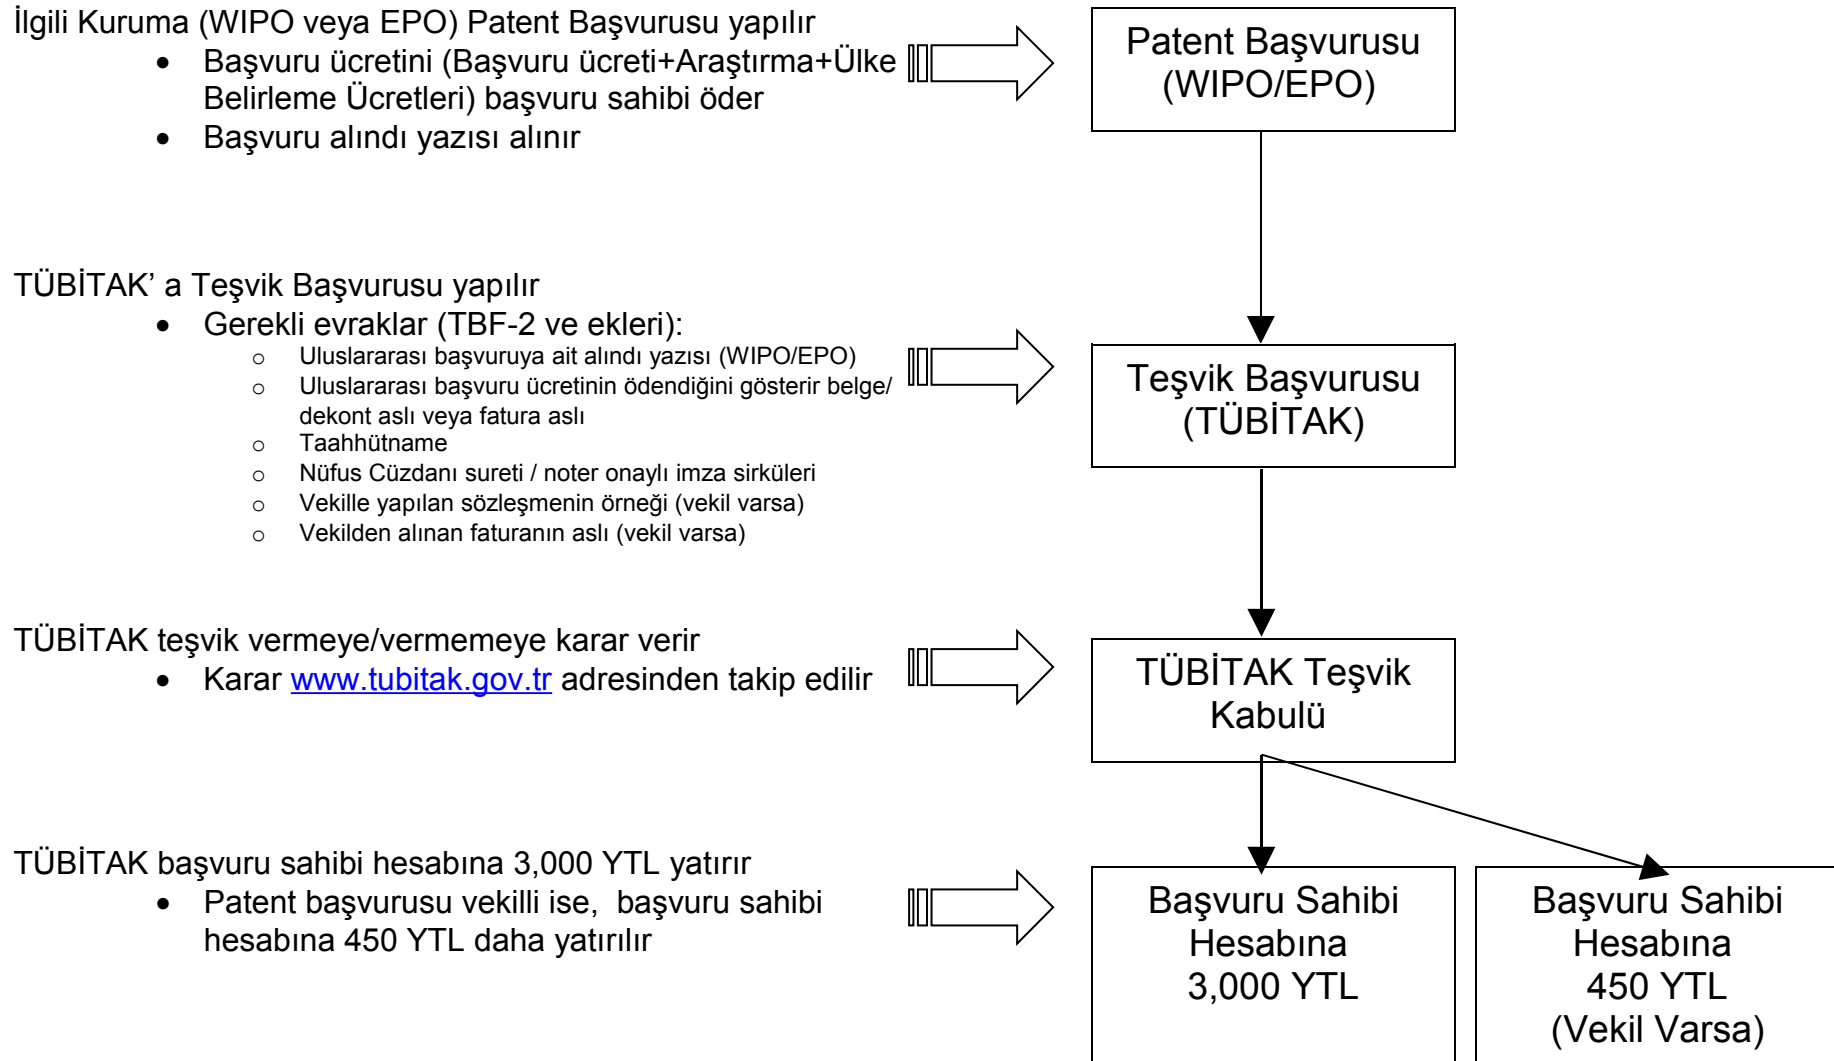 İlgili Kuruma (WIPO veya EPO) Patent Başvurusu yapılır
• Başvuru ücretini (Başvuru ücreti+Araştırma+Ülke
Belirleme Ücretleri) başvuru sahibi öder
• Başvuru alındı yazısı alınır
Patent Başvurusu
(WIPO/EPO)
TÜBİTAK’ a Teşvik Başvurusu yapılır
• Gerekli evraklar (TBF-2 ve ekleri):
o Uluslararası başvuruya ait alındı yazısı (WIPO/EPO)
o Uluslararası başvuru ücretinin ödendiğini gösterir belge/
dekont aslı veya fatura aslı
o Taahhütname
o Nüfus Cüzdanı sureti / noter onaylı imza sirküleri
o Vekille yapılan sözleşmenin örneği (vekil varsa)
o Vekilden alınan faturanın aslı (vekil varsa)
Teşvik Başvurusu
(TÜBİTAK)
TÜBİTAK teşvik vermeye/vermemeye karar verir
• Karar www.tubitak.gov.tr adresinden takip edilir
TÜBİTAK Teşvik
Kabulü
TÜBİTAK başvuru sahibi hesabına 3,000 YTL yatırır
• Patent başvurusu vekilli ise,  başvuru sahibi
hesabına 450 YTL daha yatırılır
Başvuru Sahibi
Hesabına
3,000 YTL
Başvuru Sahibi
Hesabına
450 YTL
(Vekil Varsa)